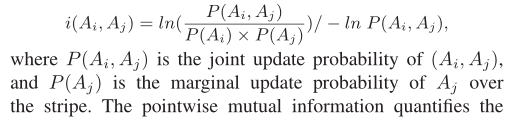 i(A_i, A_j) = ln(\frac{P(A_i, A_j)}{P(A_i) × P(A_j)})/ − ln P(A_i, A_j),
where P(A_i, A_j) is the joint update probability of (A_i, A_j),
and P(A_j) is the marginal update probability of A_j over
the stripe. The pointwise mutual information quantifies the